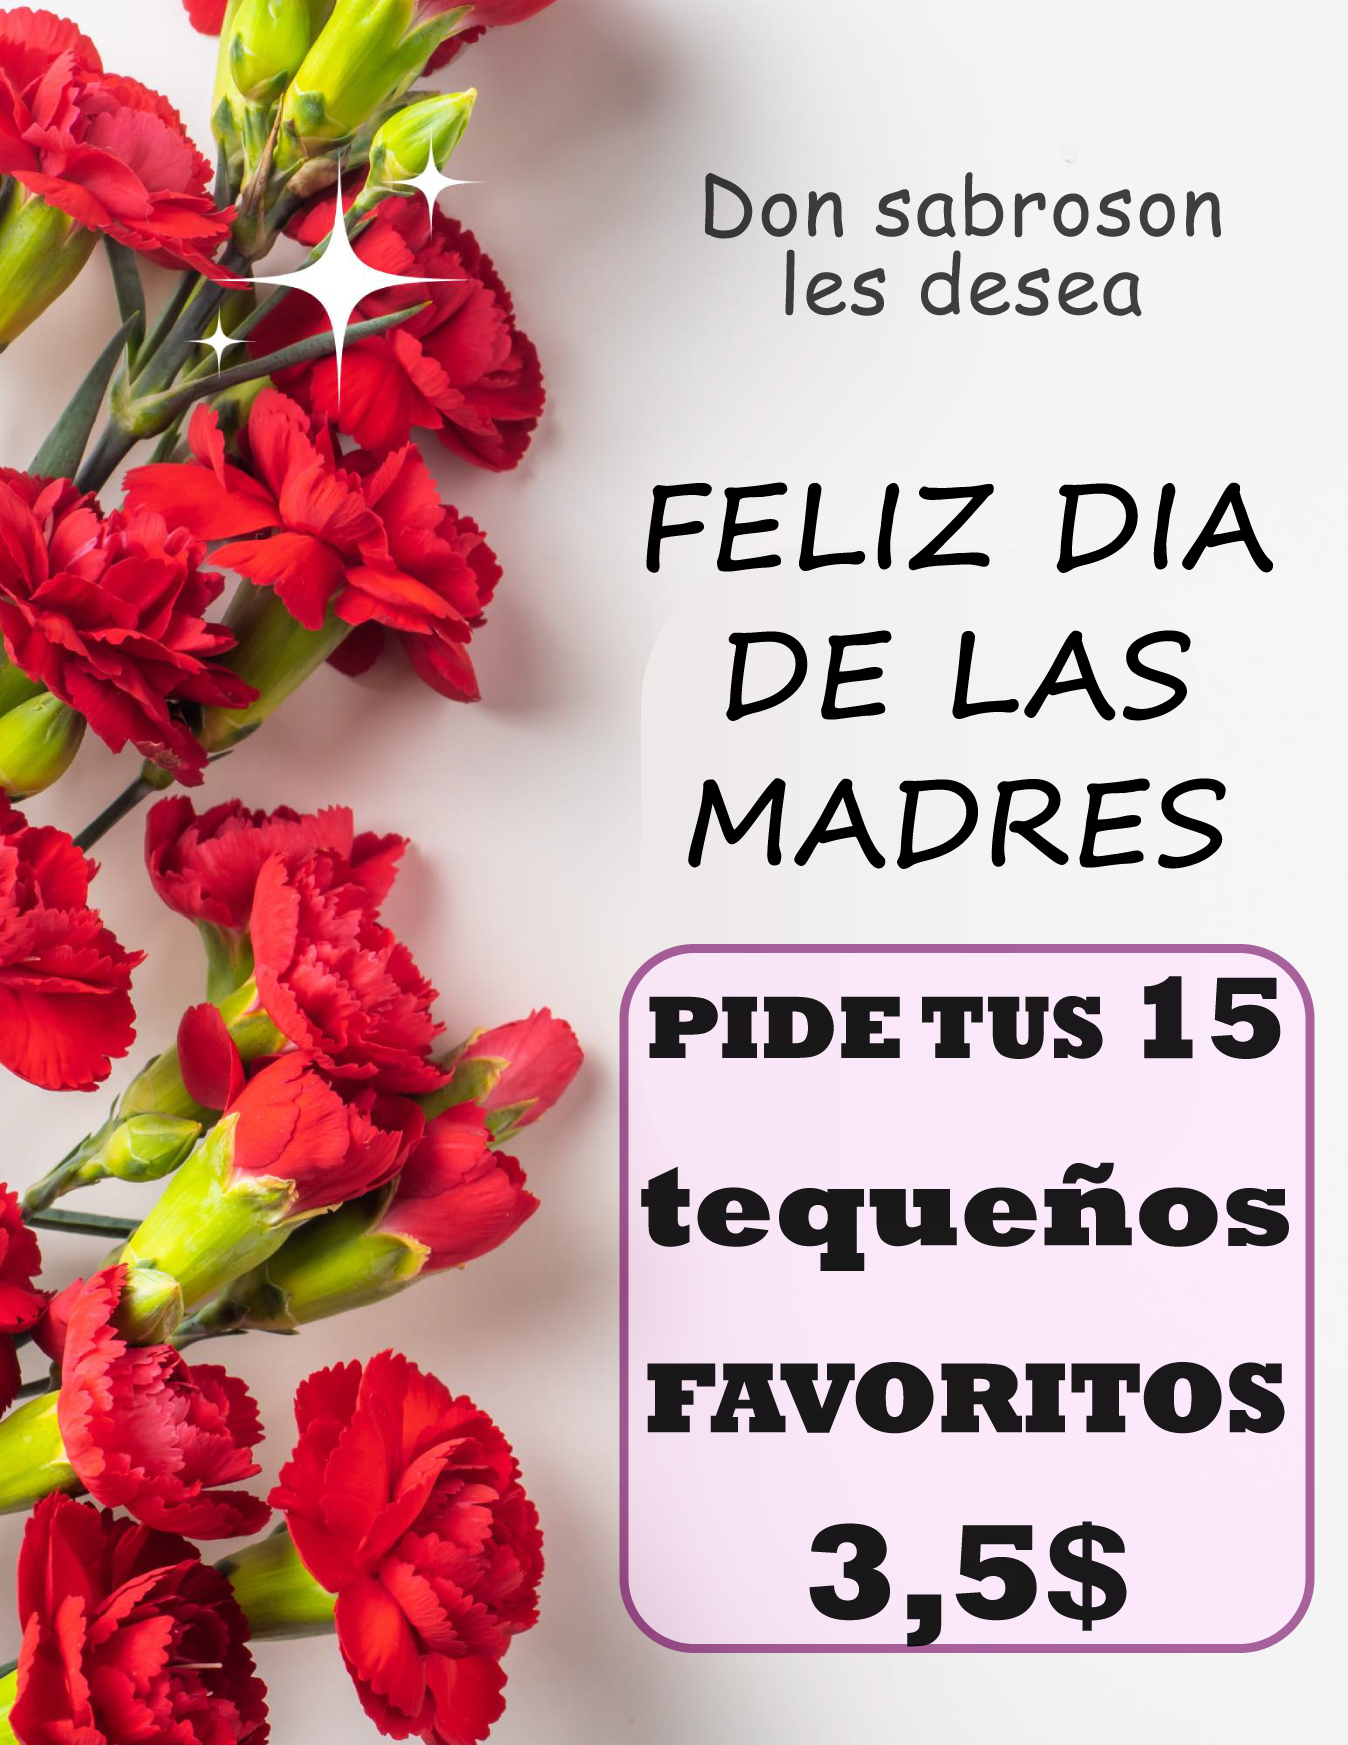 Don sabroson
les desea
FELIZ DIA
DE LAS
MADRES
PIDE TUS 15
tequeños
FAVORITOS
3,5$